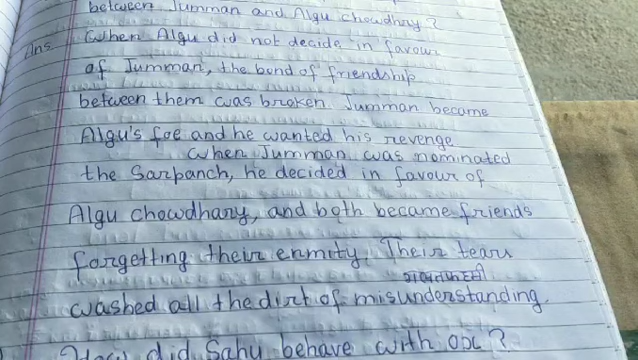 between Jumman and Algu chowdhry?
Ans. When Algu did not decide in favour
of Jumman, the bond of friendship
between them was broken. Jumman became
Algu's foe and he wanted his revenge
When Jumman was nominated
the Sarpanch, he decided in favour of
Algu chowdhary, and both became friends
forgetting their enmity. Their tears
washed all the dirt of misunderstanding.
How did Sahu behave with ox?